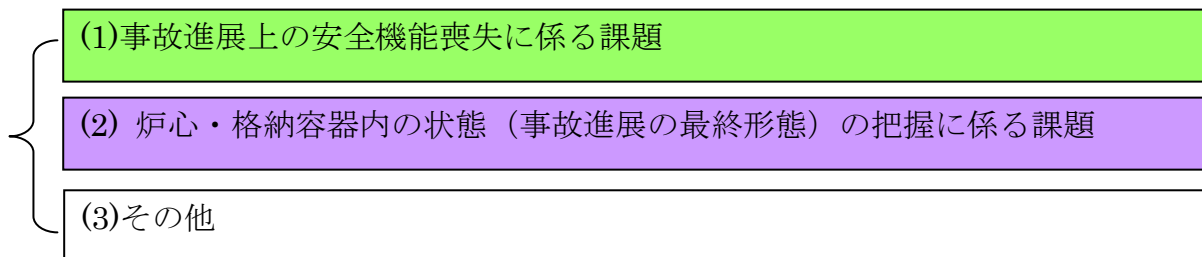 (1)事故進展上の安全機能喪失に係る課題
(2) 炉心・格納容器内の状態（事故進展の最終形態）の把握に係る課題
(3)その他